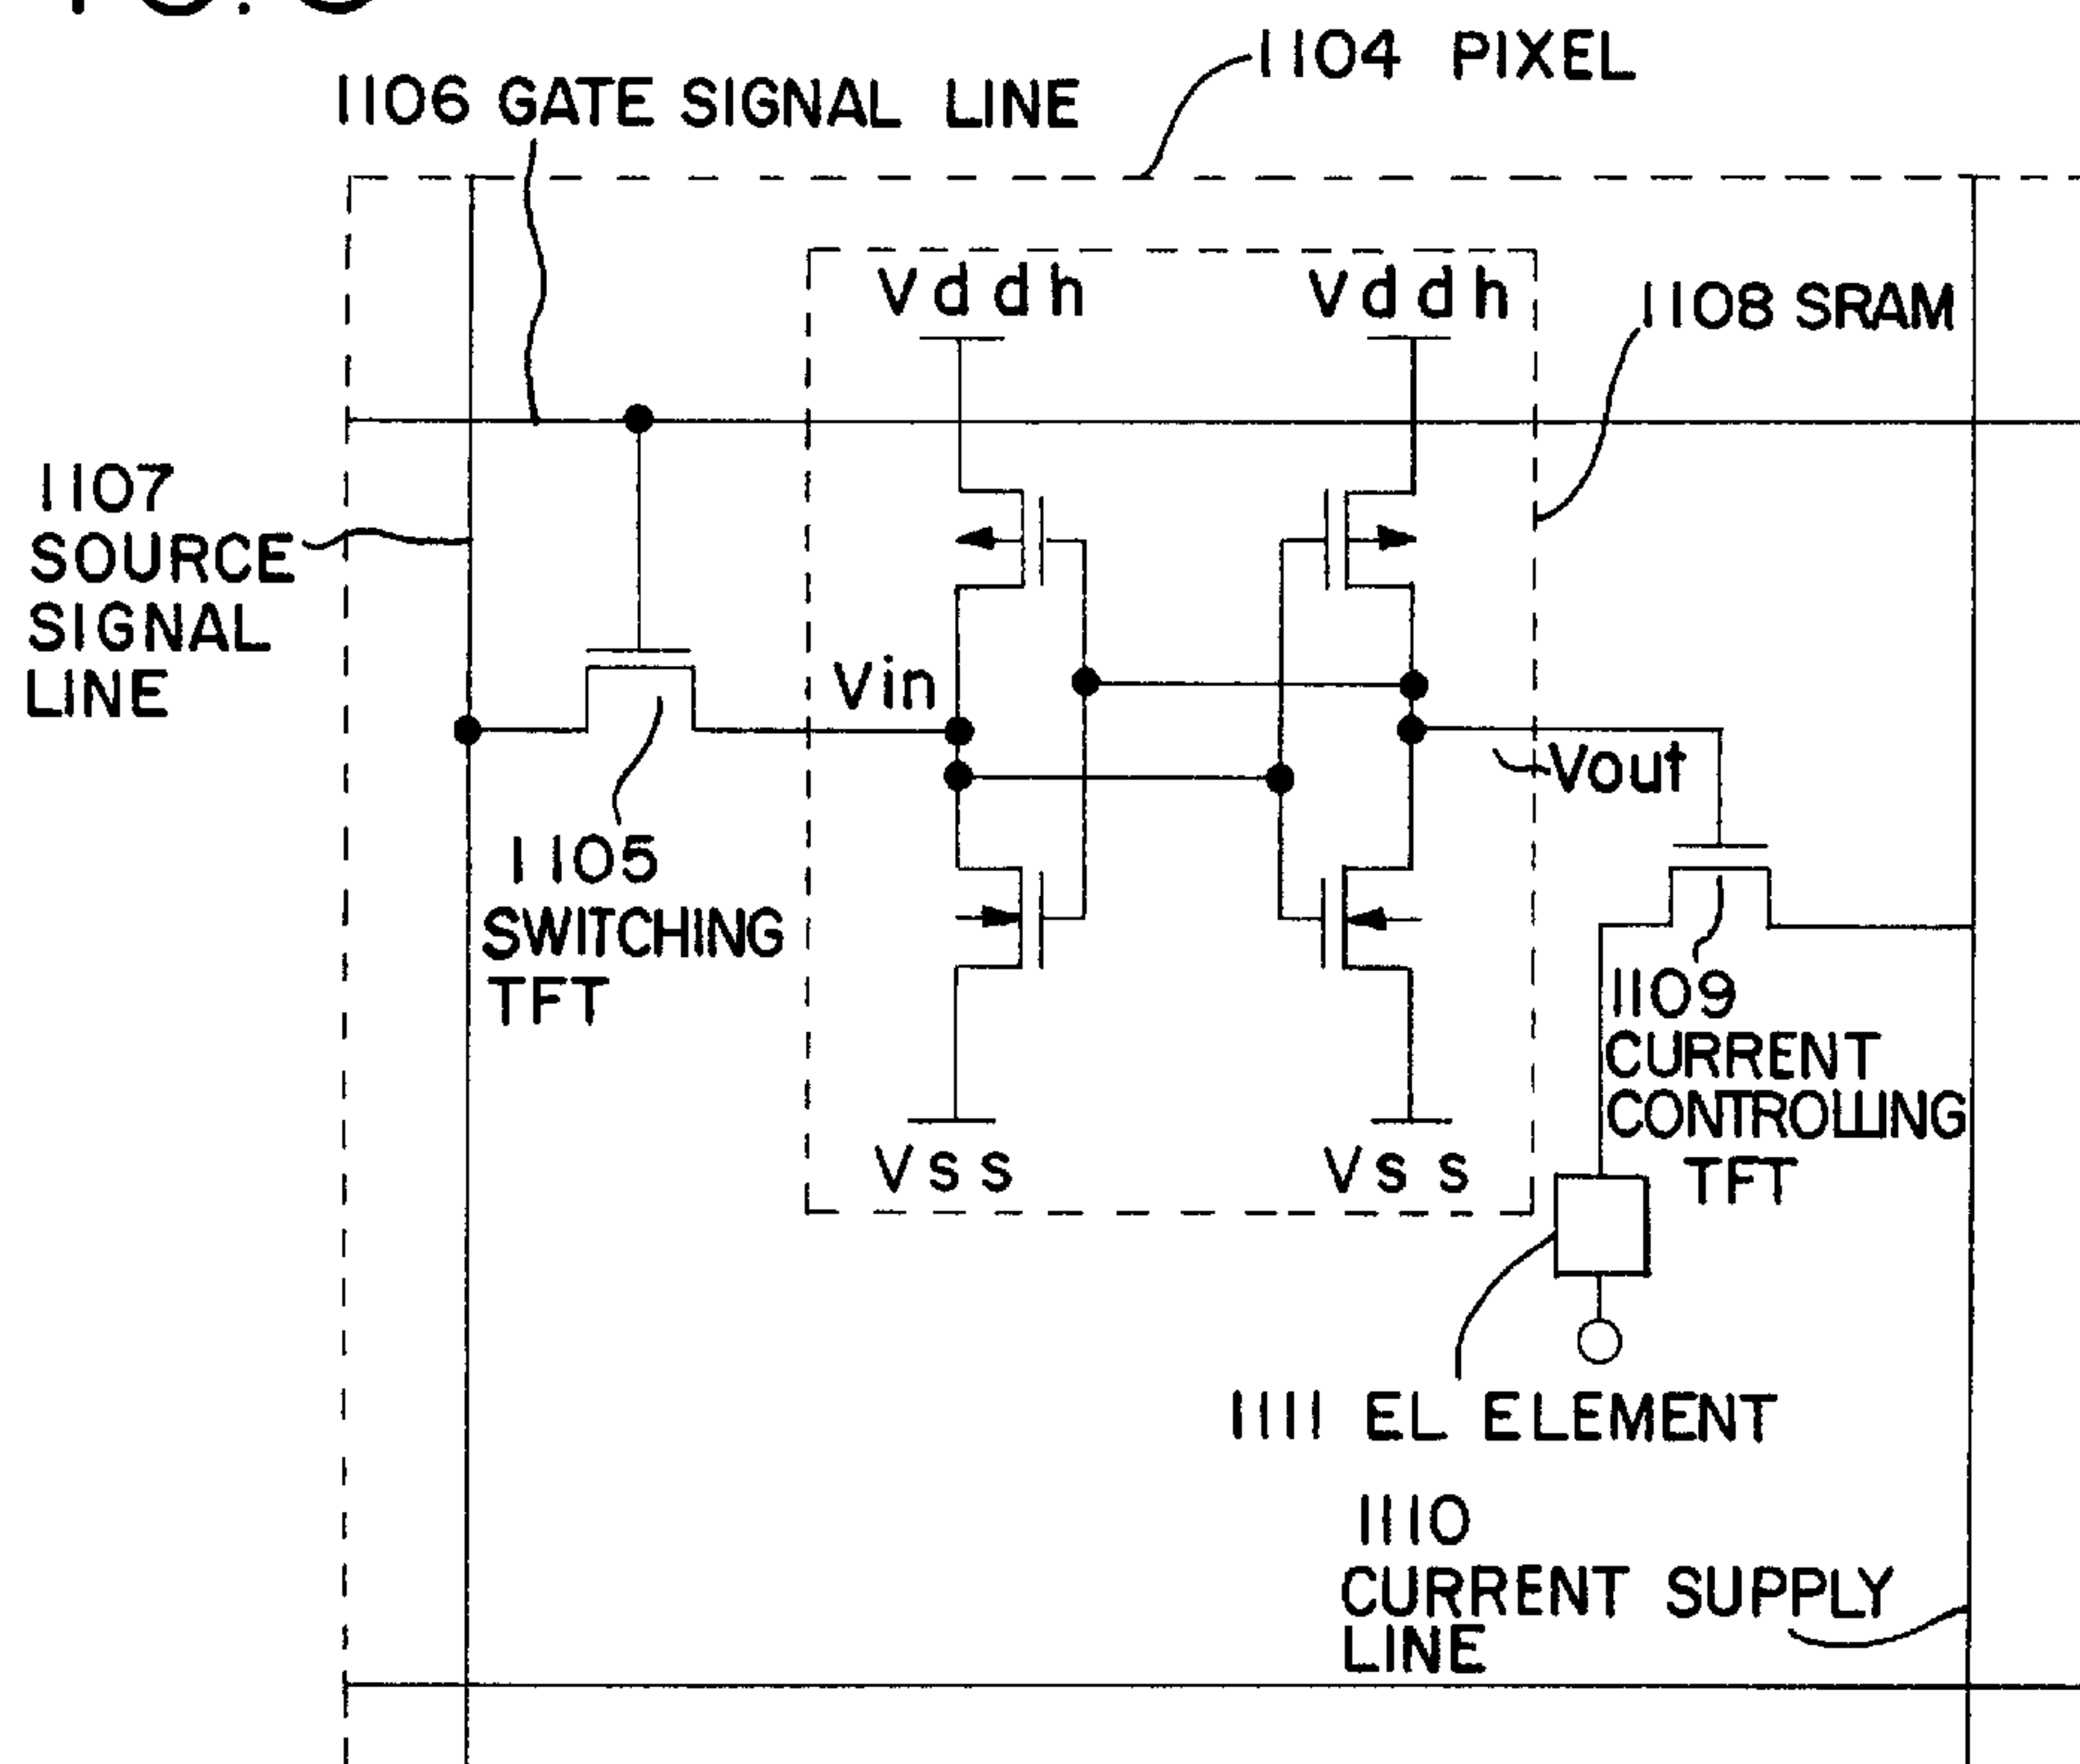 1104 PIXEL
1106 GATE SIGNAL LINE
Vddh
Vddh
1108 SRAM
1107
SOURCE
SIGNAL
LINE
Vin
Vout
1105
SWITCHING
TFT
1109
CURRENT
CONTROLLING
TFT
Vss
Vss
1111 EL ELEMENT
1110
CURRENT SUPPLY
LINE